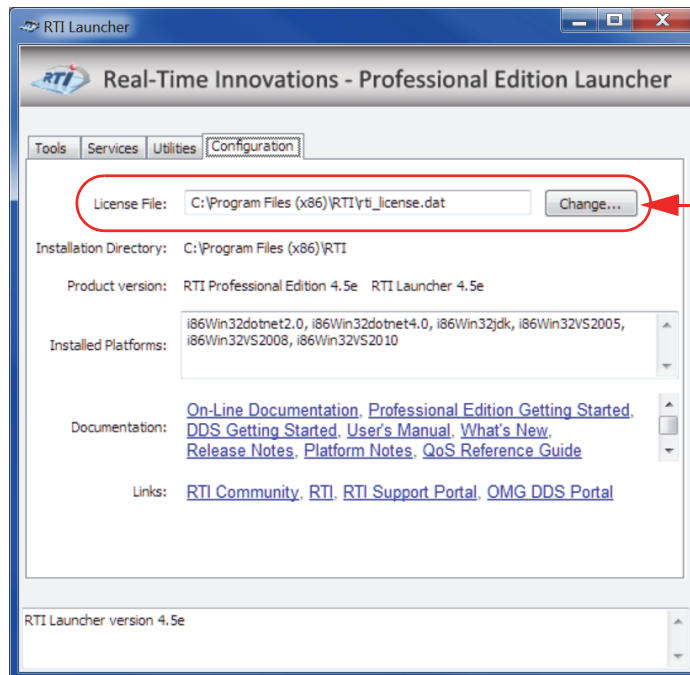 RTI Launcher
RTI Real-Time Innovations - Professional Edition Launcher
Tools Services Utilities Configuration
License File: C:\Program Files (x86)\RTI\rti_license.dat Change...
Installation Directory: C:\Program Files (x86)\RTI
Product version: RTI Professional Edition 4.5e RTI Launcher 4.5e
Installed Platforms: i86Win32dotnet2.0, i86Win32dotnet4.0, i86Win32jdk, i86Win32VS2005,
i86Win32VS2008, i86Win32VS2010
Documentation: On-Line Documentation, Professional Edition Getting Started,
DDS Getting Started, User's Manual, What's New,
Release Notes, Platform Notes, QoS Reference Guide
Links: RTI Community, RTI, RTI Support Portal, OMG DDS Portal
RTI Launcher version 4.5e